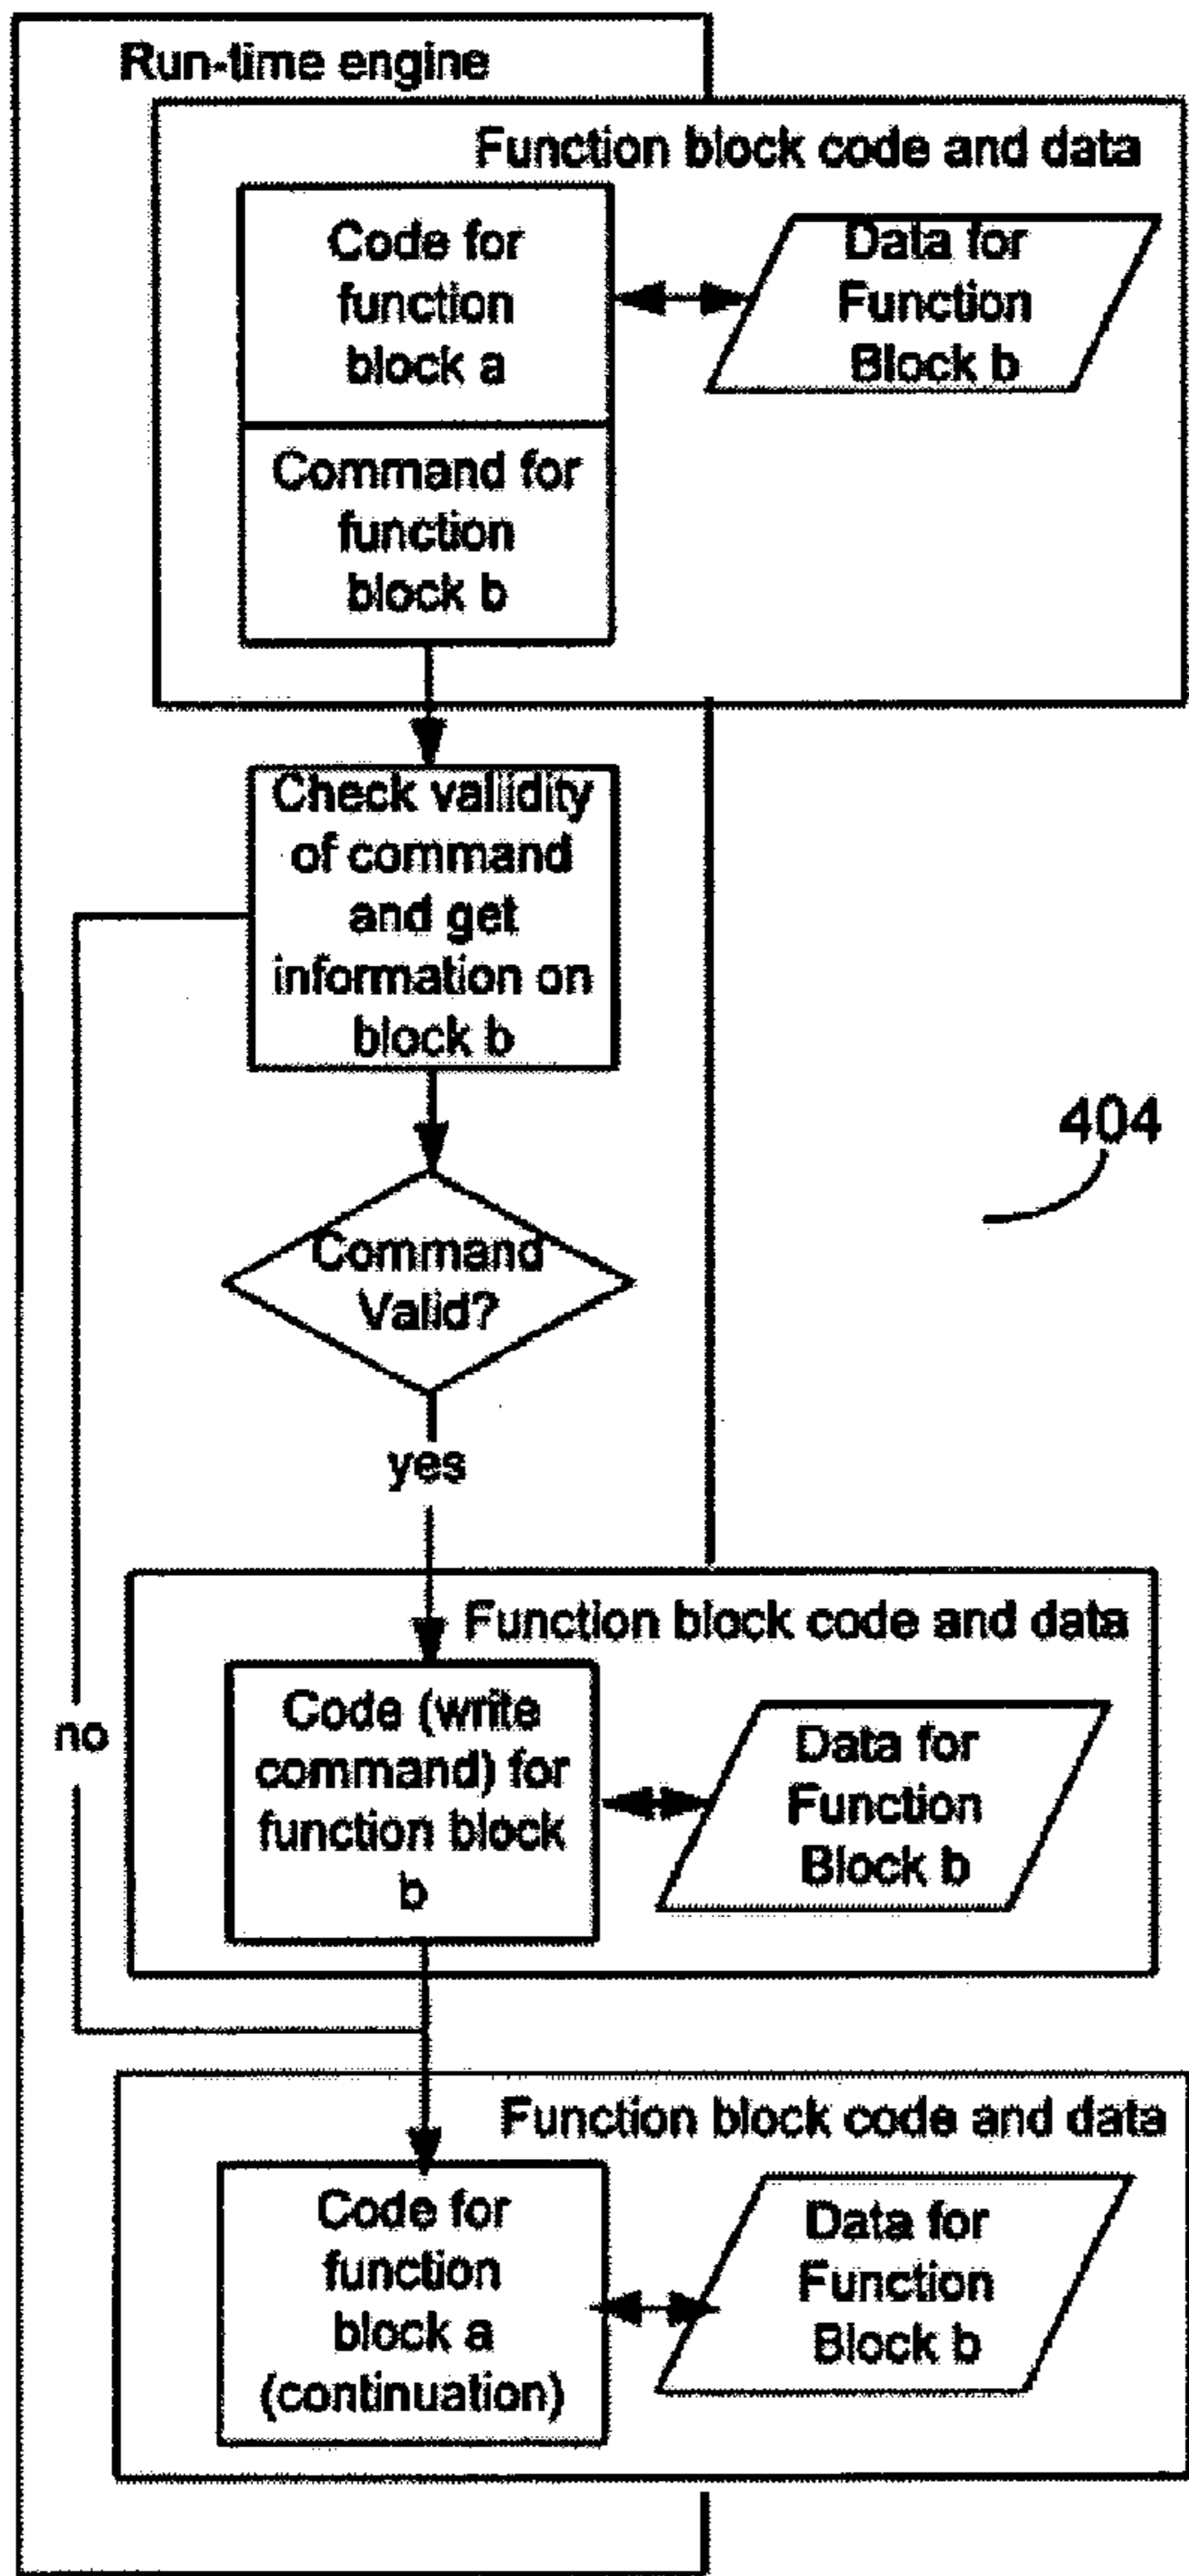 Run-time engine
Function block code and data
Code for
function
block a
Data for
Function
Block b
Command for
function
block b
Check validity
of command
and get
information on
block b
404
Command
Valid?
yes
no
Function block code and data
Code (write
command) for
function block
b
Data for
Function
Block b
Function block code and data
Code for
function
block a
(continuation)
Data for
Function
Block b